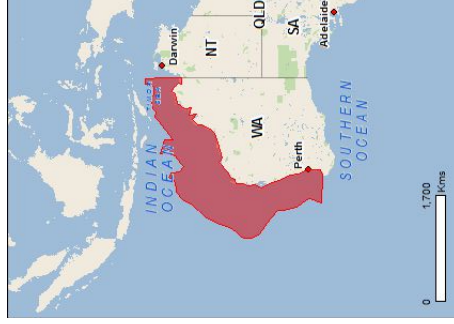 INDIAN
OCEAN
Darwin
NT
QLD
SA
Adelaide
WA
Perth
SOUTHERN
OCEAN
0
1,700
Kms